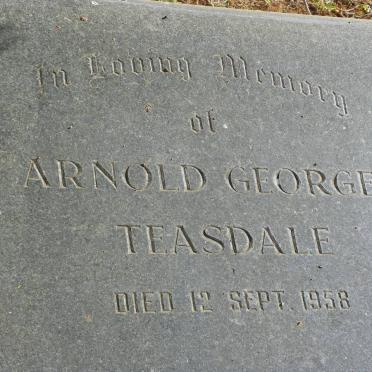 In Loving Memory
of
ARNOLD GEORGE
TEASDALE
DIED 12 SEPT. 1958